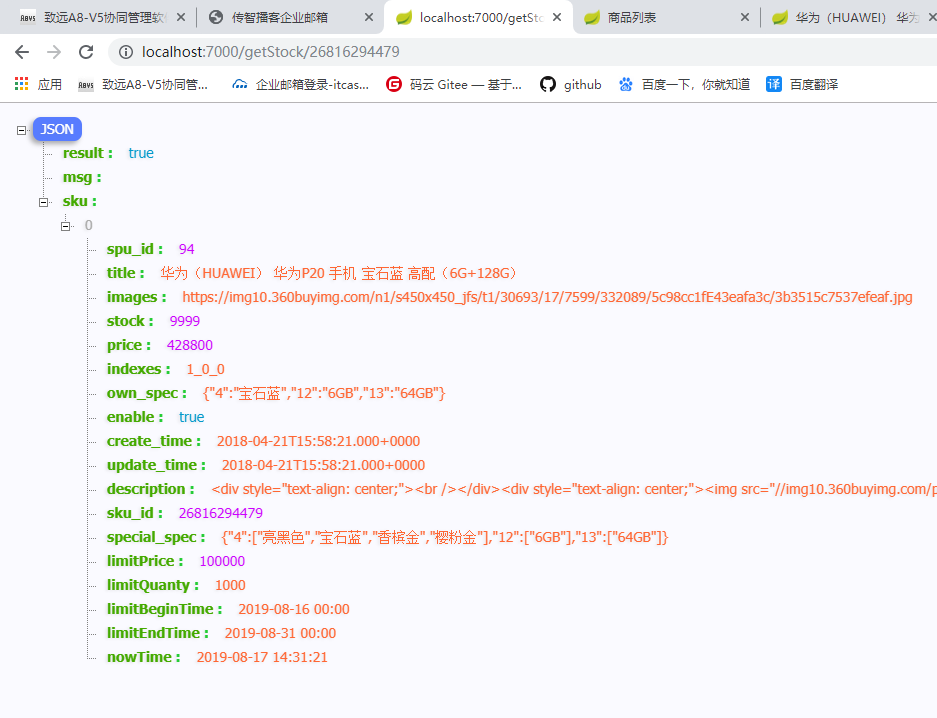 致远A8-V5协同管理软
传智播客企业邮箱
localhost:7000/getSto
商品列表
华为（HUAWEI） 华为
localhost:7000/getStock/26816294479
应用
致远A8-V5协同管...
企业邮箱登录-itcas...
码云 Gitee — 基于...
github
百度一下，你就知道
译 百度翻译
JSON
result : true
msg :
sku :
0
spu_id : 94
title : 华为（HUAWEI） 华为P20 手机 宝石蓝 高配（6G+128G）
images : https://img10.360buyimg.com/n1/s450x450_jfs/t1/30693/17/7599/332089/5c98cc1fE43eafa3c/3b3515c7537efeaf.jpg
stock : 9999
price : 428800
indexes : 1_0_0
own_spec : {"4":"宝石蓝","12":"6GB","13":"64GB"}
enable : true
create_time : 2018-04-21T15:58:21.000+0000
update_time : 2018-04-21T15:58:21.000+0000
description : <div style="text-align: center;"><br /></div><div style="text-align: center;"><img src="//img10.360buyimg.com/p
sku_id : 26816294479
special_spec : {"4":["亮黑色","宝石蓝","香槟金","樱粉金"],"12":["6GB"],"13":["64GB"]}
limitPrice : 100000
limitQuanty : 1000
limitBeginTime : 2019-08-16 00:00
limitEndTime : 2019-08-31 00:00
nowTime : 2019-08-17 14:31:21